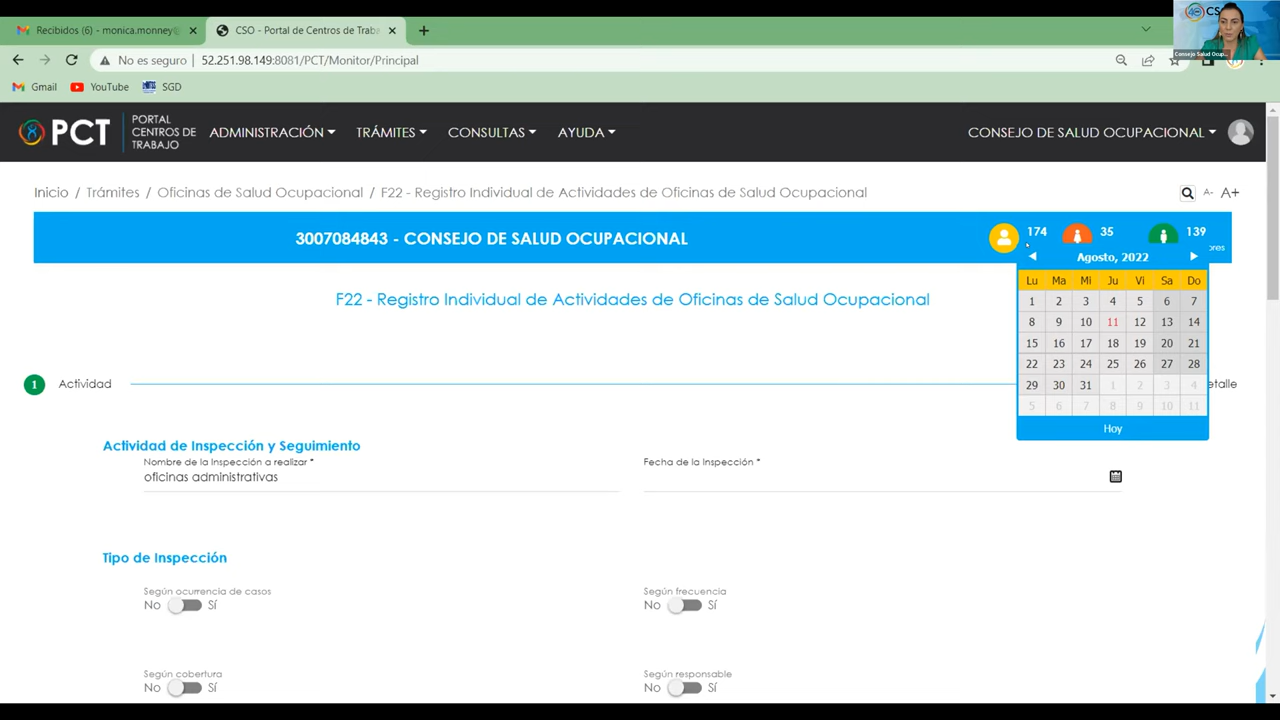 Recibidos (6) - monica.monney@
CSO - Portal de Centros de Traba
No es seguro | 52.251.98.149:8081/PCT/Monitor/Principal
Gmail YouTube SGD
CSO
Consejo Salud Ocup...
PCT PORTAL CENTROS DE TRABAJO
ADMINISTRACIÓN TRÁMITES CONSULTAS AYUDA CONSEJO DE SALUD OCUPACIONAL
Inicio / Trámites / Oficinas de Salud Ocupacional / F22 - Registro Individual de Actividades de Oficinas de Salud Ocupacional A- A+
3007084843 - CONSEJO DE SALUD OCUPACIONAL 174 35 139
ores
F22 - Registro Individual de Actividades de Oficinas de Salud Ocupacional
Agosto, 2022
Lu Ma Mi Ju Vi Sa Do
1 2 3 4 5 6 7
8 9 10 11 12 13 14
15 16 17 18 19 20 21
22 23 24 25 26 27 28
29 30 31 1 2 3 4
5 6 7 8 9 10 11
Hoy
1 Actividad etalle
Actividad de Inspección y Seguimiento
Nombre de la Inspección a realizar * Fecha de la Inspección *
oficinas administrativas
Tipo de Inspección
Según ocurrencia de casos Según frecuencia
No Sí No Sí
Según cobertura Según responsable
No Sí No Sí